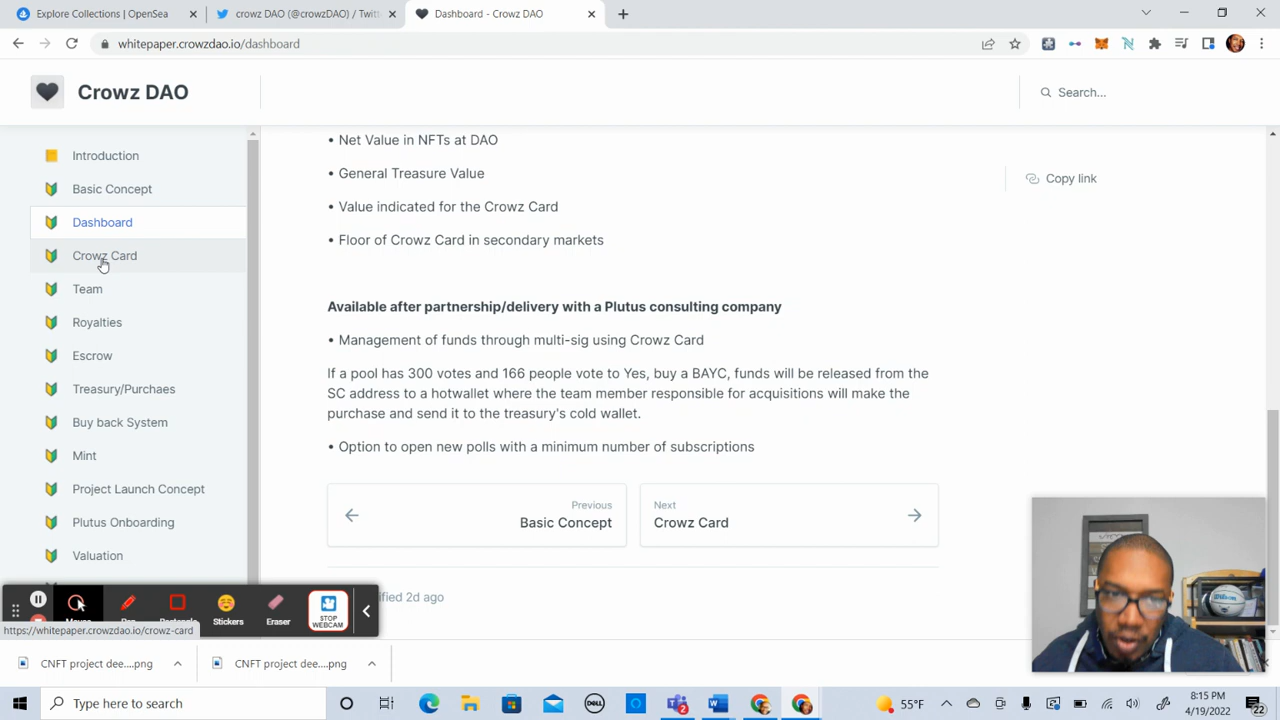 Explore Collections | OpenSea
crowz DAO (@crowzDAO) / Twitt
Dashboard - Crowz DAO
whitepaper.crowzdao.io/dashboard
Crowz DAO
Search...
Introduction
Basic Concept
Dashboard
Crowz Card
Team
Royalties
Escrow
Treasury/Purchaes
Buy back System
Mint
Project Launch Concept
Plutus Onboarding
Valuation
• Net Value in NFTs at DAO
• General Treasure Value
• Value indicated for the Crowz Card
• Floor of Crowz Card in secondary markets
Copy link
Available after partnership/delivery with a Plutus consulting company
• Management of funds through multi-sig using Crowz Card
If a pool has 300 votes and 166 people vote to Yes, buy a BAYC, funds will be released from the
SC address to a hotwallet where the team member responsible for acquisitions will make the
purchase and send it to the treasury's cold wallet.
• Option to open new polls with a minimum number of subscriptions
Previous
Basic Concept
Next
Crowz Card
ified 2d ago
Stickers
Eraser
STOP
WEBCAM
https://whitepaper.crowzdao.io/crowz-card
CNFT project dee....png
CNFT project dee....png
Type here to search
DELL
55°F
8:15 PM
4/19/2022
22